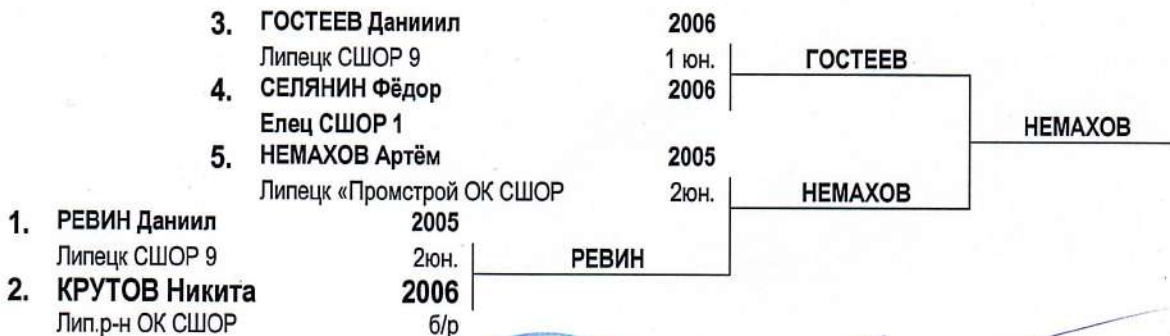 3. ГОСТЕЕВ Данииил 2006
Липецк СШОР 9 1 юн. ГОСТЕЕВ
4. СЕЛЯНИН Фёдор 2006
Елец СШОР 1 НЕМАХОВ
5. НЕМАХОВ Артём 2005
Липецк «Промстрой ОК СШОР 2юн. НЕМАХОВ
1. РЕВИН Даниил 2005
Липецк СШОР 9 2юн. РЕВИН
2. КРУТОВ Никита 2006
Лип.р-н ОК СШОР б/р